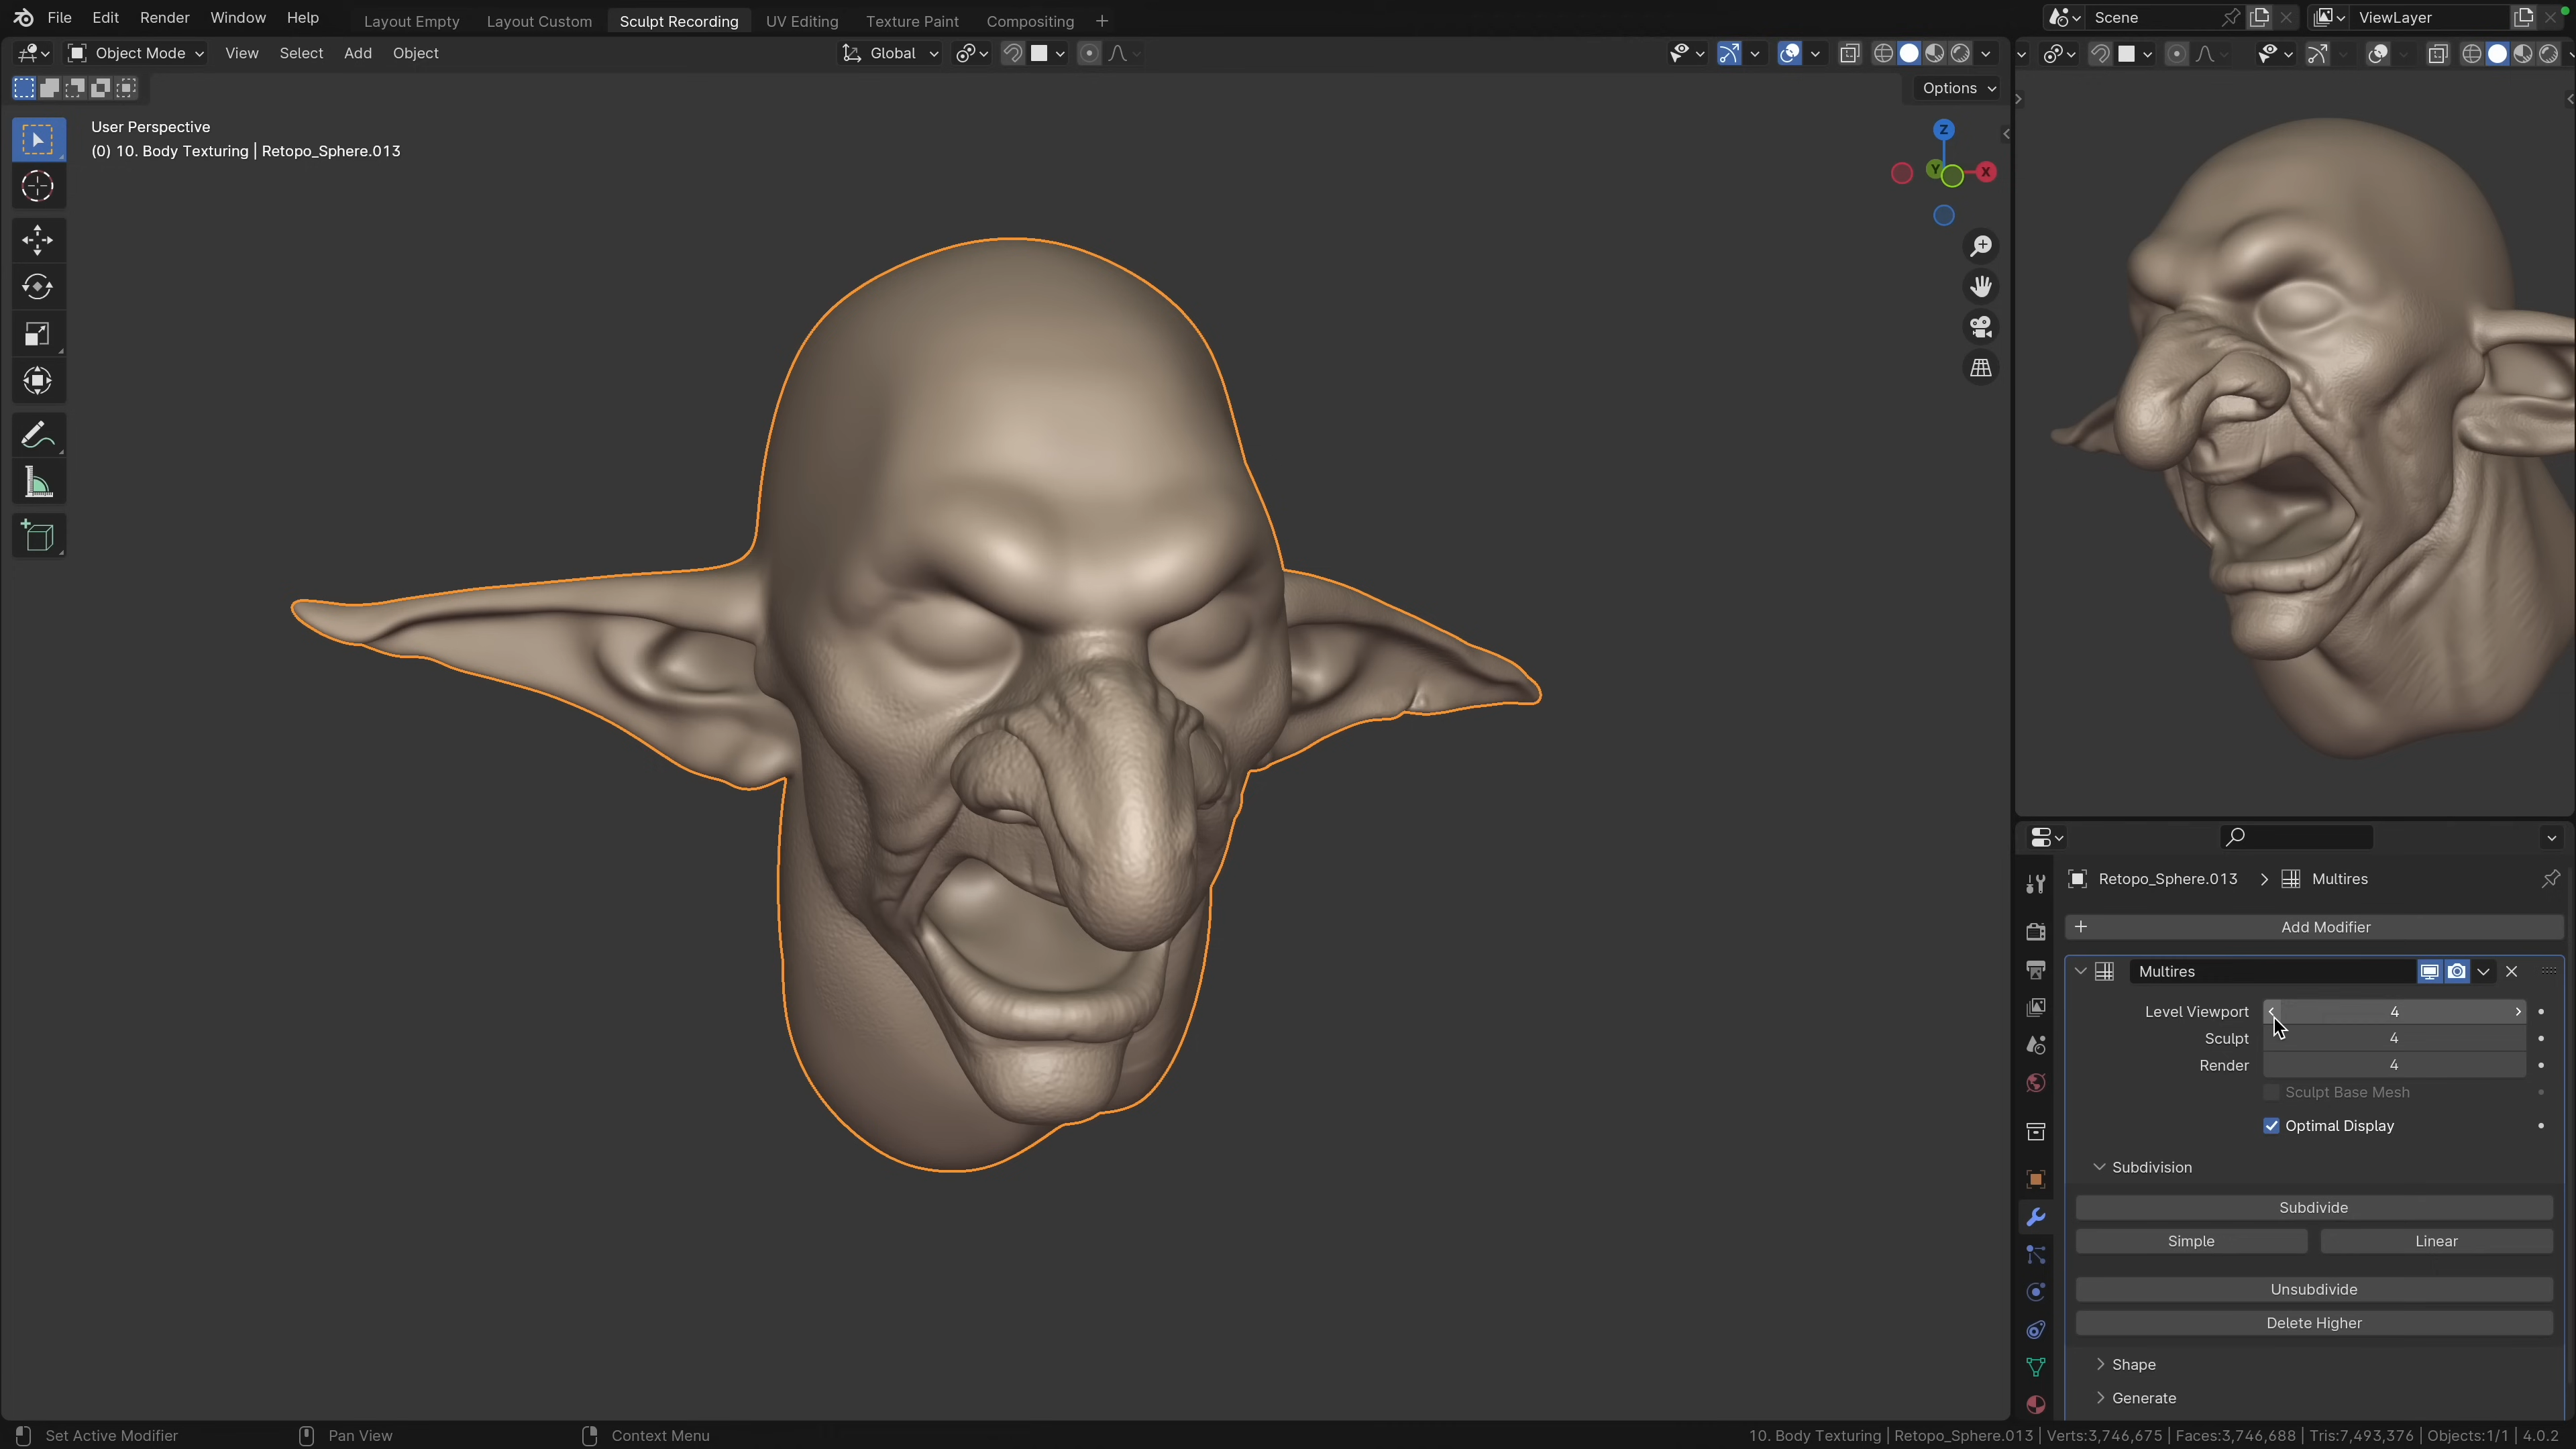 File Edit Render Window Help Layout Empty Layout Custom Sculpt Recording UV Editing Texture Paint Compositing + Scene ViewLayer
Object Mode View Select Add Object Global
Options
User Perspective
(0) 10. Body Texturing | Retopo_Sphere.013
Z
Y X
Retopo_Sphere.013 > Multires
+ Add Modifier
Multires
Level Viewport 4
Sculpt 4
Render 4
Sculpt Base Mesh
Optimal Display
Subdivision
Subdivide
Simple Linear
Unsubdivide
Delete Higher
Shape
Generate
Set Active Modifier Pan View Context Menu 10. Body Texturing | Retopo_Sphere.013 | Verts:3,746,675 | Faces:3,746,688 | Tris:7,493,376 | Objects:1/1 | 4.0.2